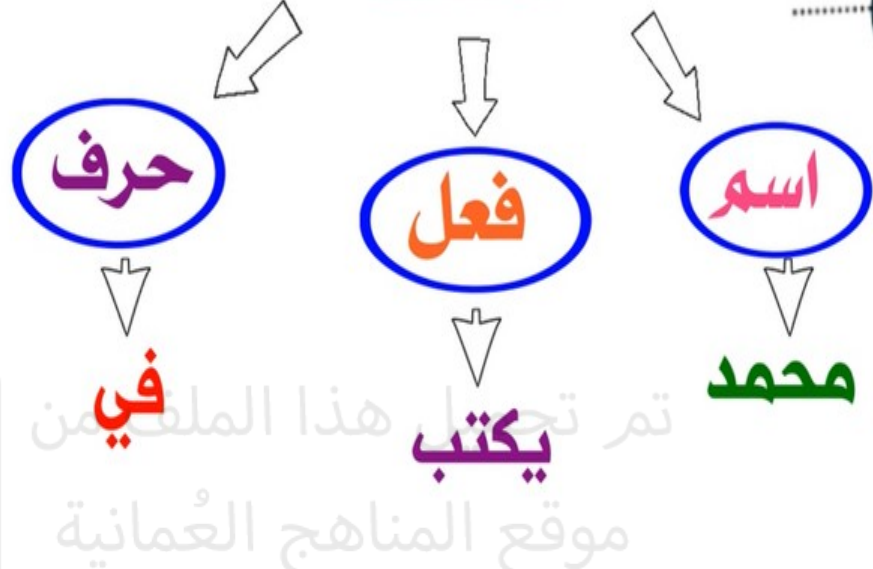 اسم
فعل
حرف
محمد
يكتب
في
تم تحميل هذا الملف من
موقع المناهج العُمانية